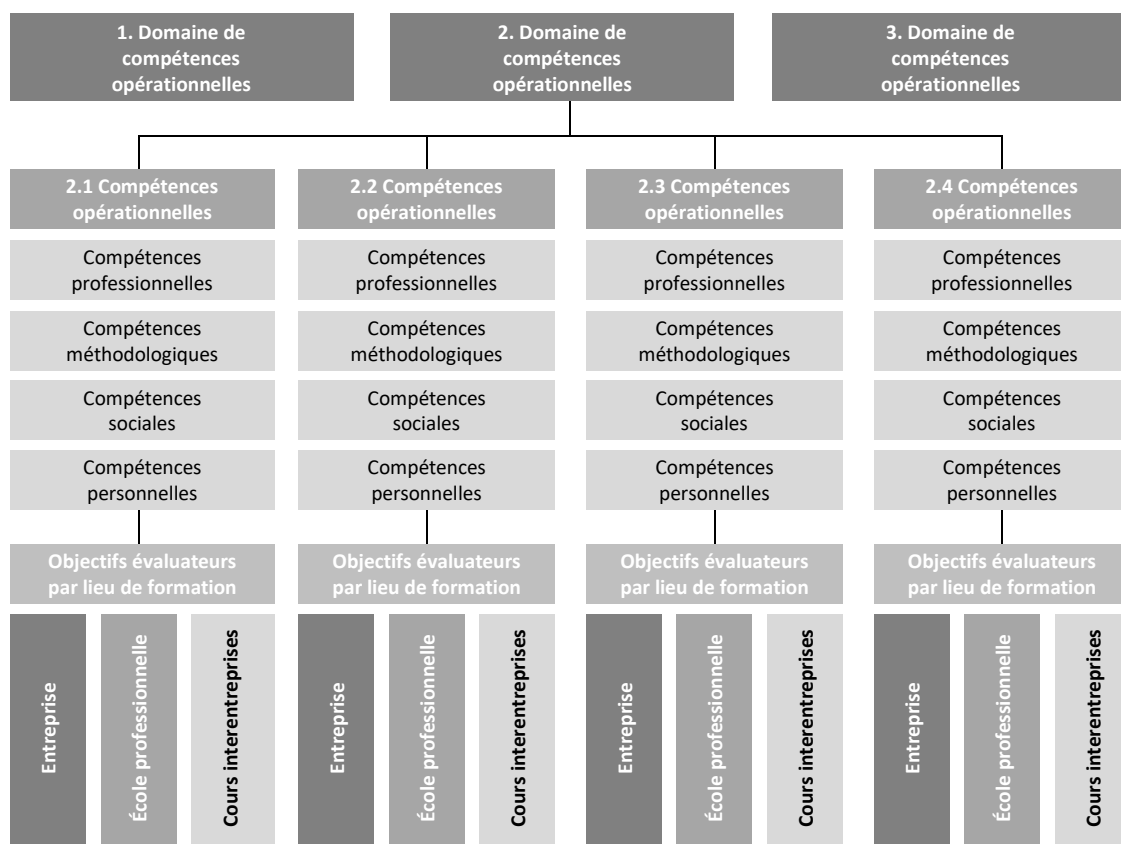 1. Domaine de
compétences
opérationnelles
2. Domaine de
compétences
opérationnelles
3. Domaine de
compétences
opérationnelles
2.1 Compétences
opérationnelles
2.2 Compétences
opérationnelles
2.3 Compétences
opérationnelles
2.4 Compétences
opérationnelles
Compétences
professionnelles
Compétences
professionnelles
Compétences
professionnelles
Compétences
professionnelles
Compétences
méthodologiques
Compétences
méthodologiques
Compétences
méthodologiques
Compétences
méthodologiques
Compétences
sociales
Compétences
sociales
Compétences
sociales
Compétences
sociales
Compétences
personnelles
Compétences
personnelles
Compétences
personnelles
Compétences
personnelles
Objectifs évaluateurs
par lieu de formation
Objectifs évaluateurs
par lieu de formation
Objectifs évaluateurs
par lieu de formation
Objectifs évaluateurs
par lieu de formation
Entreprise
École professionnelle
Cours interentreprises
Entreprise
École professionnelle
Cours interentreprises
Entreprise
École professionnelle
Cours interentreprises
Entreprise
École professionnelle
Cours interentreprises